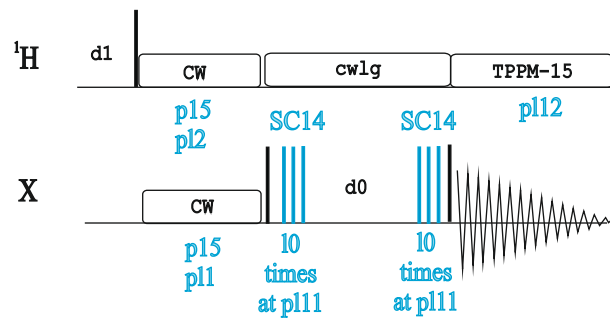 ¹H
d1
CW
cwlg
TPPM-15
p15
pl2
SC14
SC14
pl12
X
CW
d0
p15
pl1
l0
times
at pl11
l0
times
at pl11